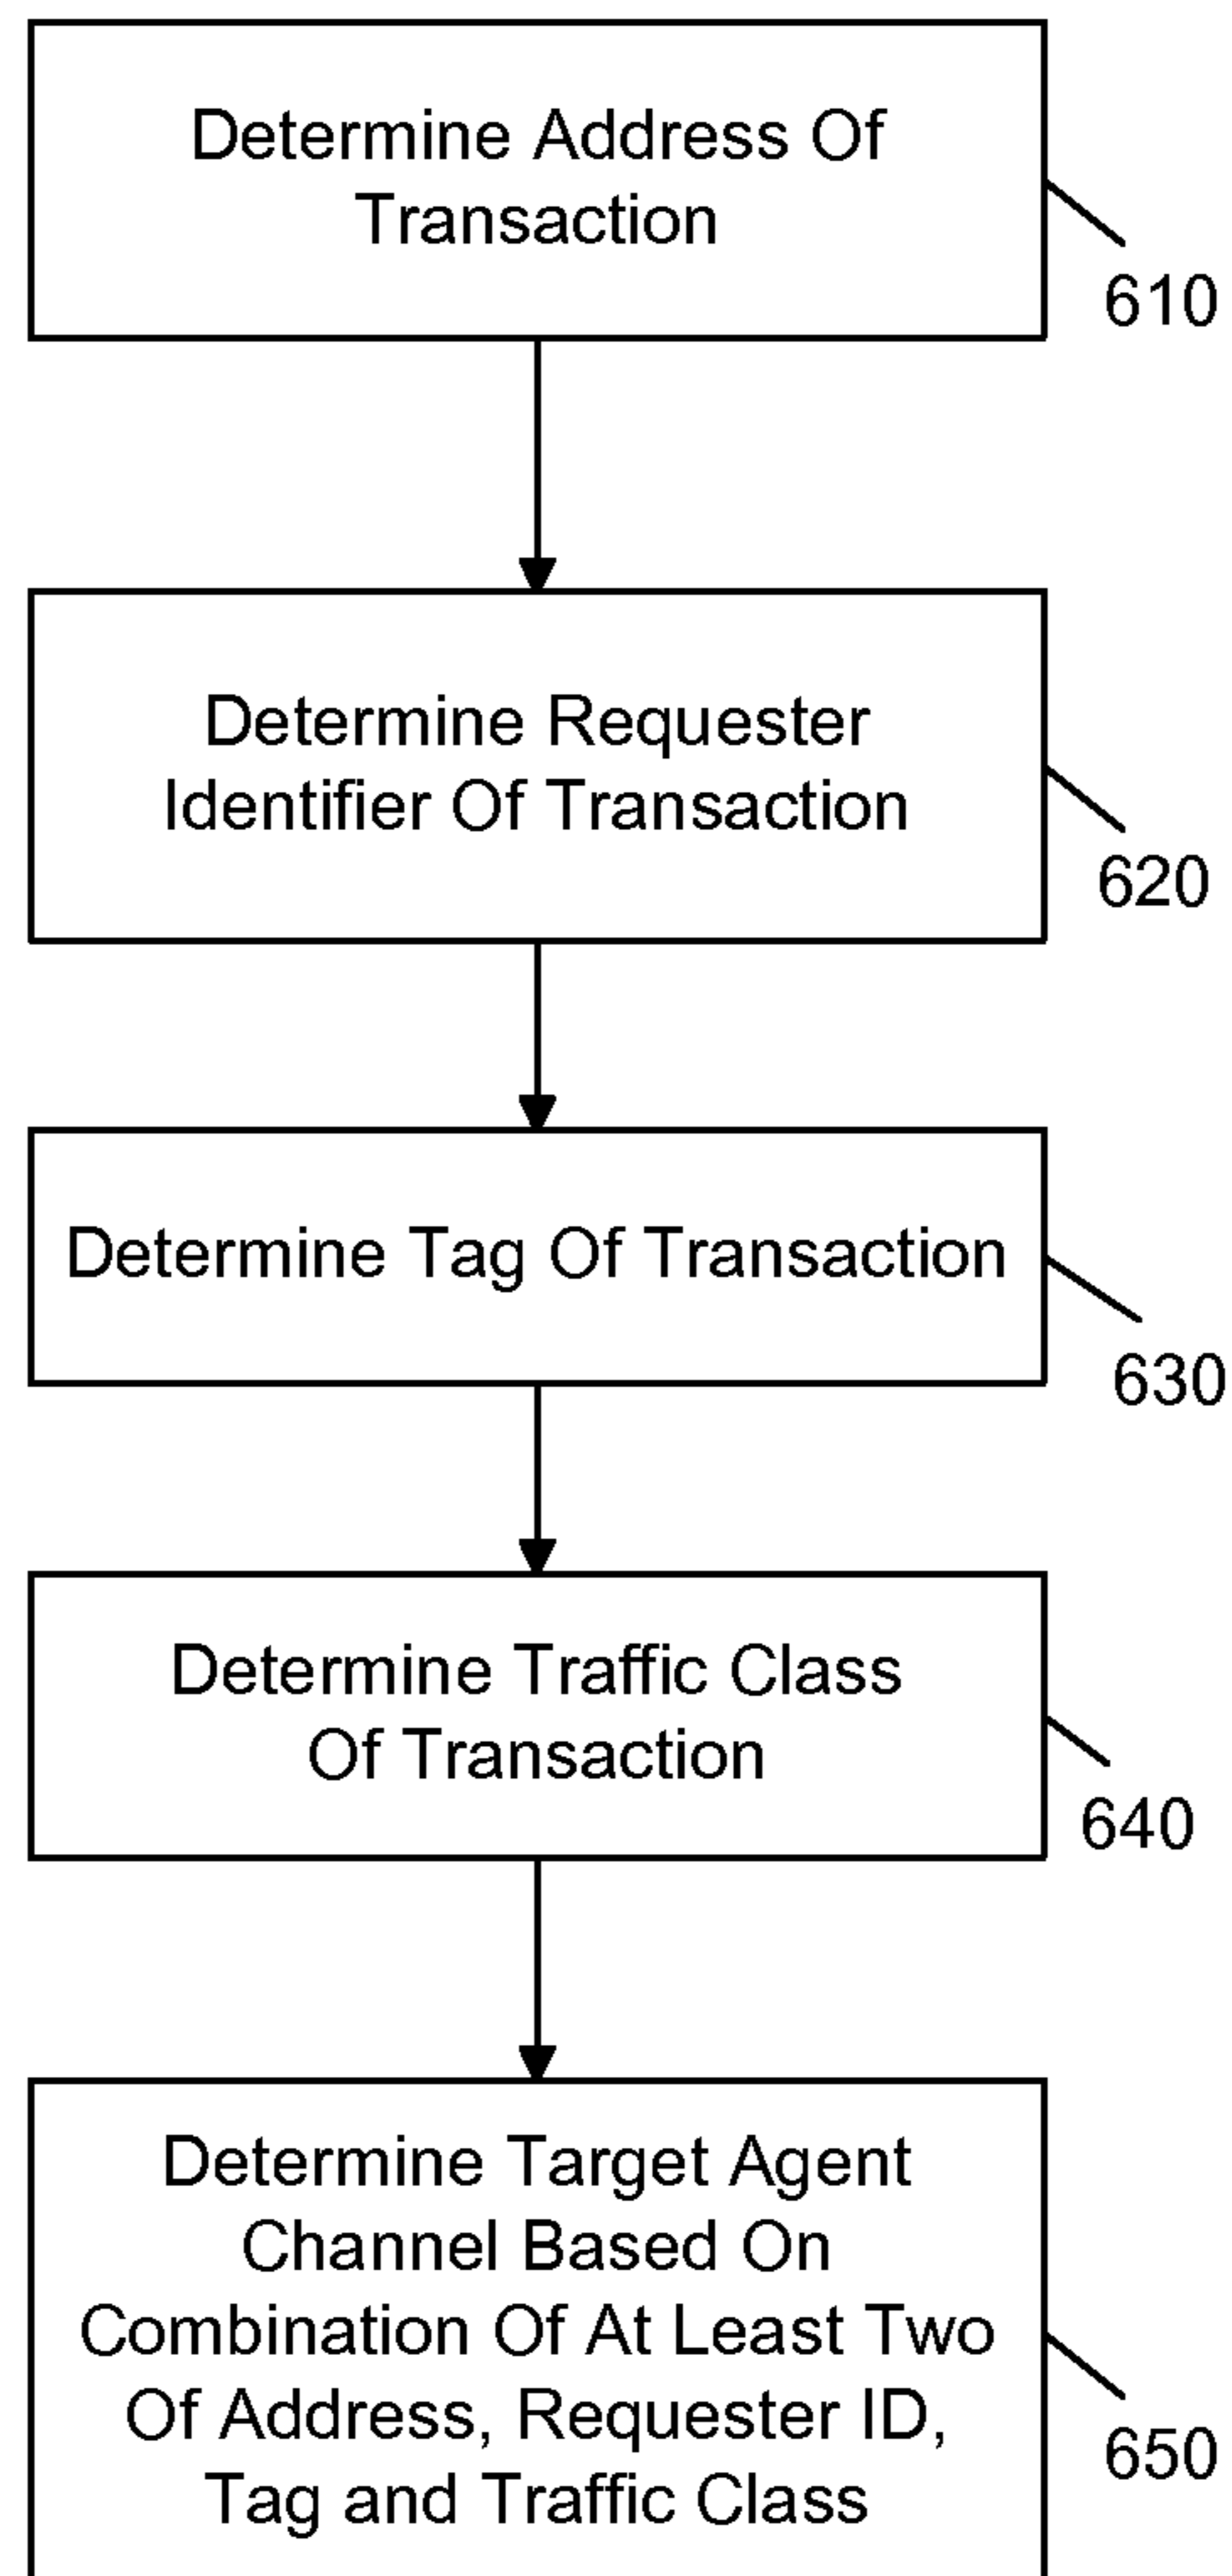 Determine Address Of
Transaction
610
Determine Requester
Identifier Of Transaction
620
Determine Tag Of Transaction
630
Determine Traffic Class
Of Transaction
640
Determine Target Agent
Channel Based On
Combination Of At Least Two
Of Address, Requester ID,
Tag and Traffic Class
650